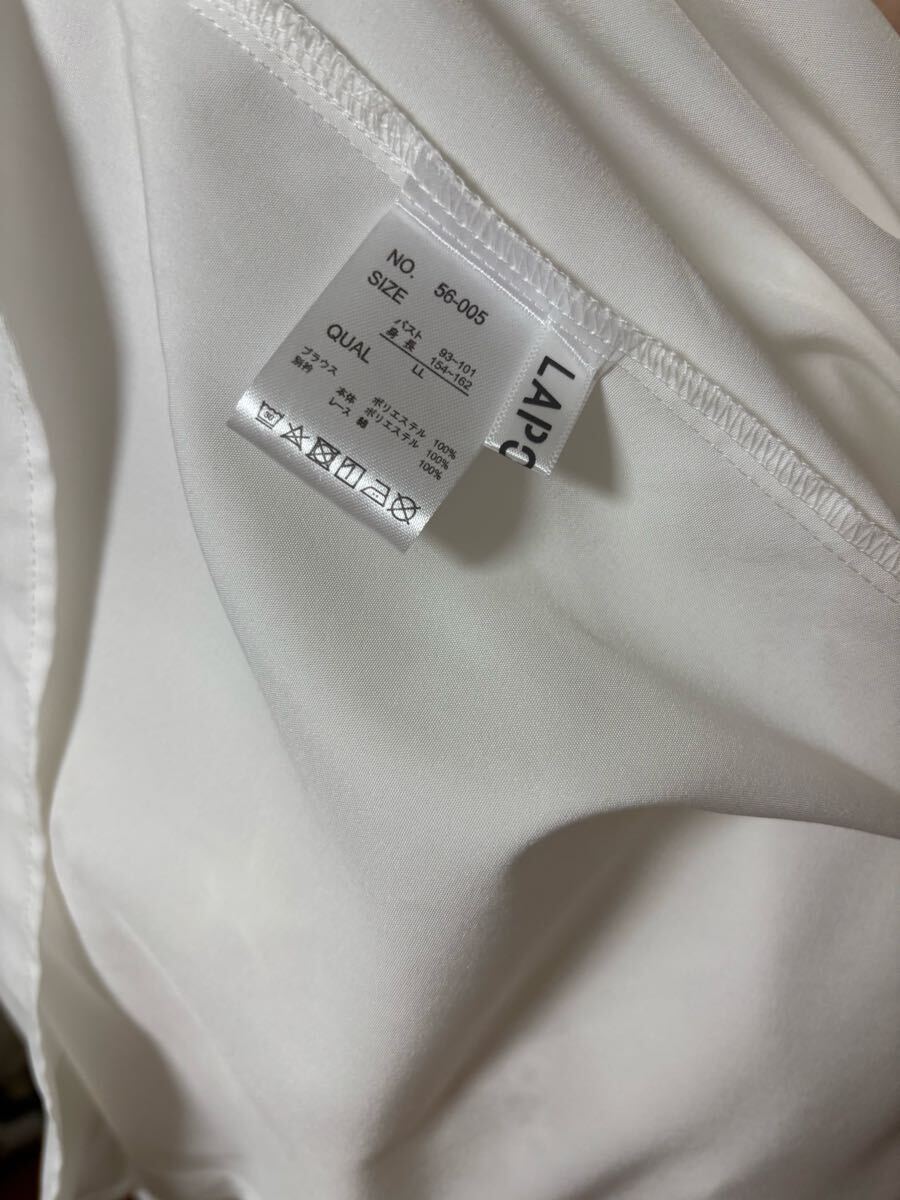 NO. 56-005
SIZE
バスト 93~101
身長 154~162
LL
QUAL
ブラウス 本体 ポリエステル 100%
別衿 レース ポリエステル 100%
綿 100%
LAPO